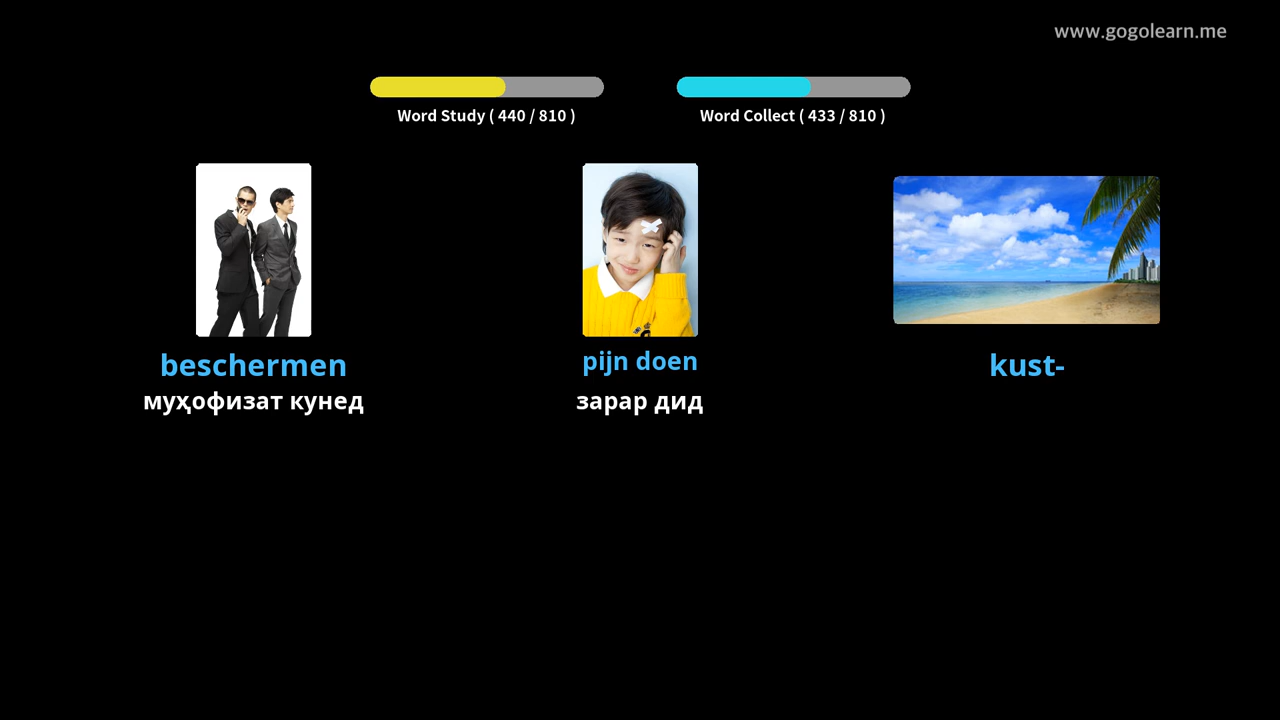 www.gogolearn.me
Word Study ( 440 / 810 )
Word Collect ( 433 / 810 )
beschermen
муҳофизат кунед
pijn doen
зарар дид
kust-